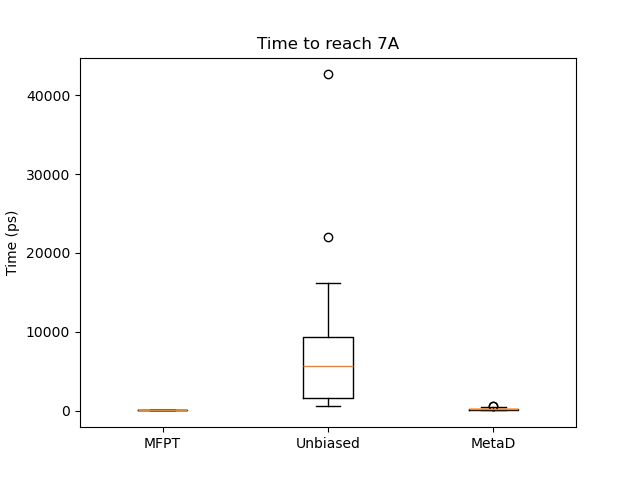 Time to reach 7A
Time (ps)
40000
30000
20000
10000
0
MFPT
Unbiased
MetaD